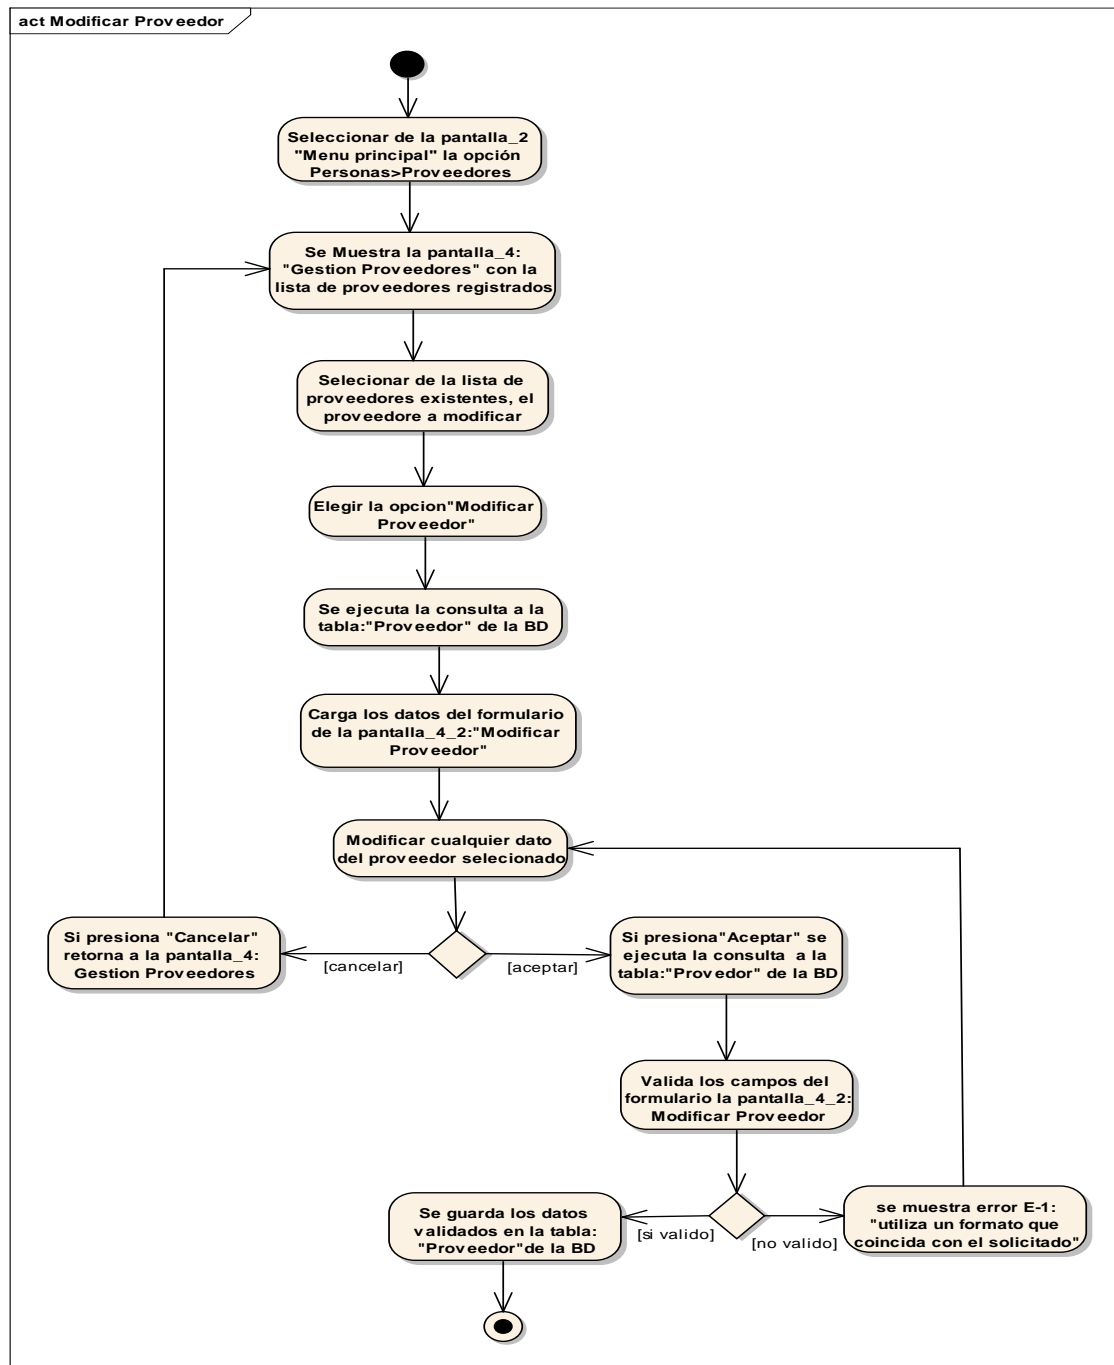 act Modificar Proveedor
Seleccionar de la pantalla_2
"Menu principal" la opción
Personas>Proveedores
Se Muestra la pantalla_4:
"Gestion Proveedores" con la
lista de proveedores registrados
Selecionar de la lista de
proveedores existentes, el
proveedore a modificar
Elegir la opcion"Modificar
Proveedor"
Se ejecuta la consulta a la
tabla:"Proveedor" de la BD
Carga los datos del formulario
de la pantalla_4_2:"Modificar
Proveedor"
Modificar cualquier dato
del proveedor selecionado
Si presiona "Cancelar"
retorna a la pantalla_4:
Gestion Proveedores
[cancelar]
[aceptar]
Si presiona"Aceptar" se
ejecuta la consulta a la
tabla:"Provedor" de la BD
Valida los campos del
formulario la pantalla_4_2:
Modificar Proveedor
Se guarda los datos
validados en la tabla:
"Proveedor"de la BD
[si valido]
[no valido]
se muestra error E-1:
"utiliza un formato que
coincida con el solicitado"